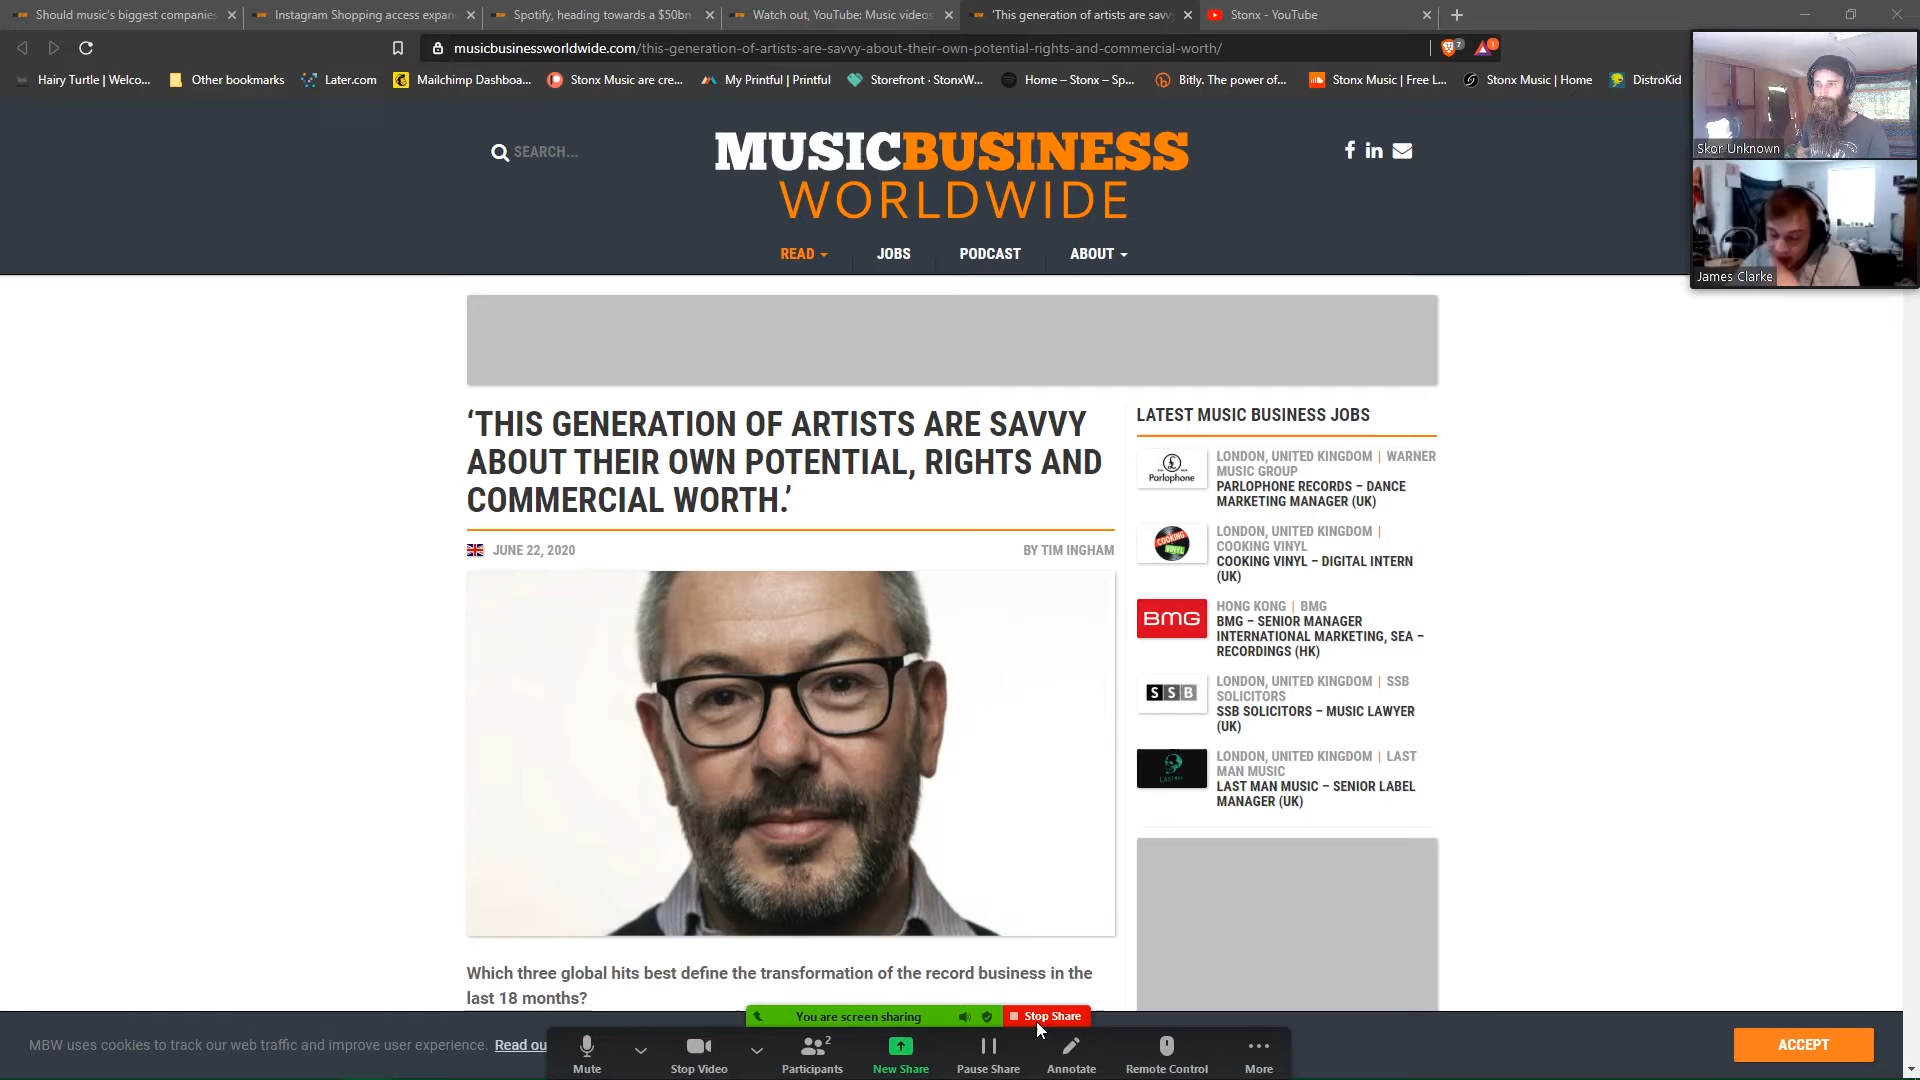 Should music's biggest companies
Instagram Shopping access expan
Spotify, heading towards a $50bn
Watch out, YouTube: Music videos
'This generation of artists are savv
Stonx - YouTube
musicbusinessworldwide.com/this-generation-of-artists-are-savvy-about-their-own-potential-rights-and-commercial-worth/
7
1
Hairy Turtle | Welco...
Other bookmarks
Later.com
Mailchimp Dashboa...
Stonx Music are cre...
My Printful | Printful
Storefront · StonxW...
Home – Stonx – Sp...
Bitly. The power of...
Stonx Music | Free L...
Stonx Music | Home
DistroKid
Skor Unknown
James Clarke
SEARCH...
MUSICBUSINESS
WORLDWIDE
READ
JOBS
PODCAST
ABOUT
‘THIS GENERATION OF ARTISTS ARE SAVVY
ABOUT THEIR OWN POTENTIAL, RIGHTS AND
COMMERCIAL WORTH.’
JUNE 22, 2020
BY TIM INGHAM
Which three global hits best define the transformation of the record business in the
last 18 months?
LATEST MUSIC BUSINESS JOBS
Parlophone
LONDON, UNITED KINGDOM | WARNER
MUSIC GROUP
PARLOPHONE RECORDS – DANCE
MARKETING MANAGER (UK)
COOKING
VINYL
LONDON, UNITED KINGDOM |
COOKING VINYL
COOKING VINYL – DIGITAL INTERN
(UK)
BMG
HONG KONG | BMG
BMG – SENIOR MANAGER
INTERNATIONAL MARKETING, SEA –
RECORDINGS (HK)
SSB
LONDON, UNITED KINGDOM | SSB
SOLICITORS
SSB SOLICITORS – MUSIC LAWYER
(UK)
LONDON, UNITED KINGDOM | LAST
MAN MUSIC
LAST MAN MUSIC – SENIOR LABEL
MANAGER (UK)
You are screen sharing
Stop Share
MBW uses cookies to track our web traffic and improve user experience. Read ou
ACCEPT
2
Mute
Stop Video
Participants
New Share
Pause Share
Annotate
Remote Control
More